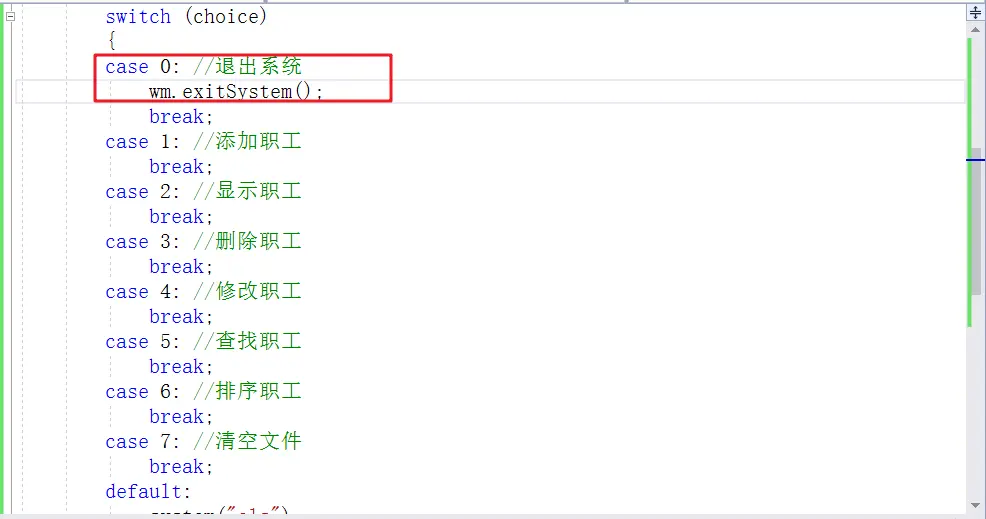 switch (choice)
{
case 0: //退出系统
wm.exitSystem();
break;
case 1: //添加职工
break;
case 2: //显示职工
break;
case 3: //删除职工
break;
case 4: //修改职工
break;
case 5: //查找职工
break;
case 6: //排序职工
break;
case 7: //清空文件
break;
default: